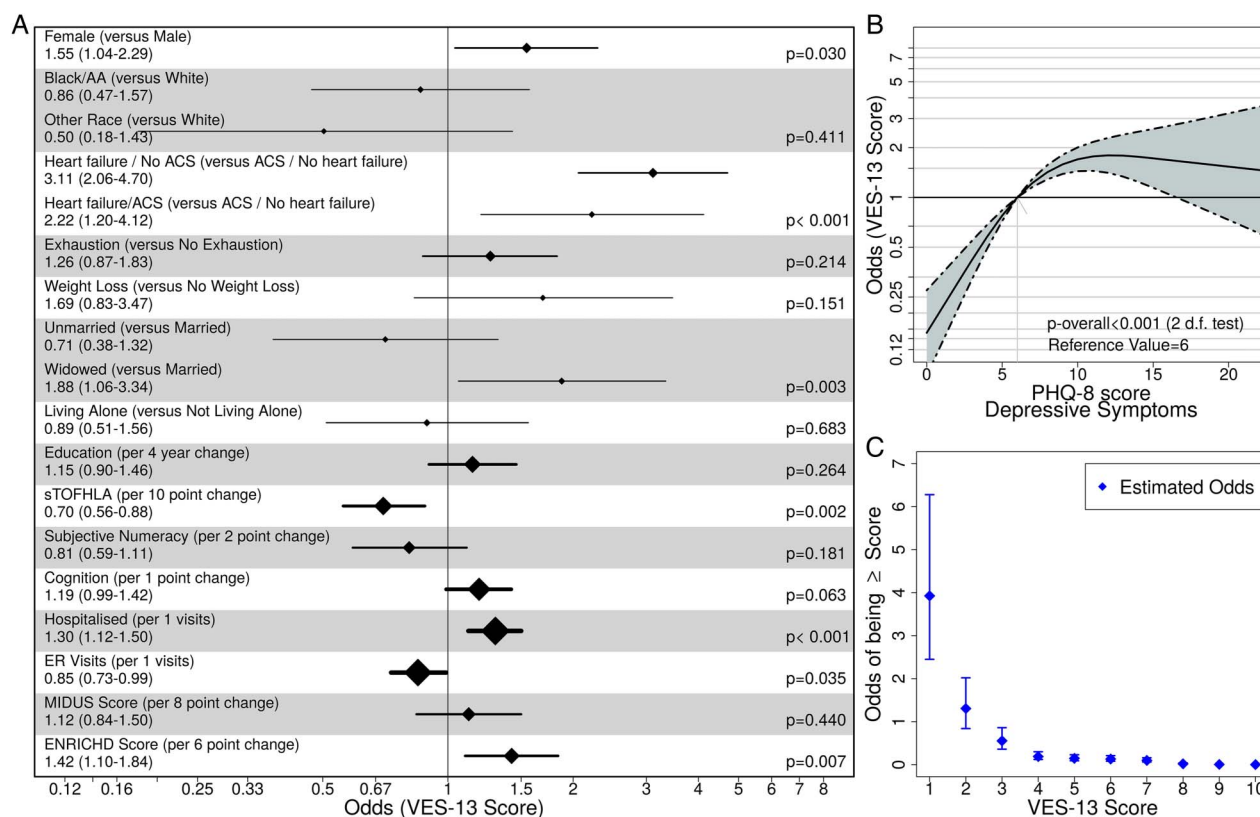 A
Female (versus Male)
1.55 (1.04-2.29)
p=0.030
Black/AA (versus White)
0.86 (0.47-1.57)
Other Race (versus White)
0.50 (0.18-1.43)
p=0.411
Heart failure / No ACS (versus ACS / No heart failure)
3.11 (2.06-4.70)
Heart failure/ACS (versus ACS / No heart failure)
2.22 (1.20-4.12)
p< 0.001
Exhaustion (versus No Exhaustion)
1.26 (0.87-1.83)
p=0.214
Weight Loss (versus No Weight Loss)
1.69 (0.83-3.47)
p=0.151
Unmarried (versus Married)
0.71 (0.38-1.32)
Widowed (versus Married)
1.88 (1.06-3.34)
p=0.003
Living Alone (versus Not Living Alone)
0.89 (0.51-1.56)
p=0.683
Education (per 4 year change)
1.15 (0.90-1.46)
p=0.264
sTOFHLA (per 10 point change)
0.70 (0.56-0.88)
p=0.002
Subjective Numeracy (per 2 point change)
0.81 (0.59-1.11)
p=0.181
Cognition (per 1 point change)
1.19 (0.99-1.42)
p=0.063
Hospitalised (per 1 visits)
1.30 (1.12-1.50)
p< 0.001
ER Visits (per 1 visits)
0.85 (0.73-0.99)
p=0.035
MIDUS Score (per 8 point change)
1.12 (0.84-1.50)
p=0.440
ENRICHD Score (per 6 point change)
1.42 (1.10-1.84)
p=0.007
0.12 0.16 0.25 0.33 0.5 0.67 1 1.5 2 3 4 5 6 7 8
Odds (VES-13 Score)
B
Odds (VES-13 Score)
7
5
3
2
1
0.5
0.25
0.12
p-overall<0.001 (2 d.f. test)
Reference Value=6
0 5 10 15 20
PHQ-8 score
Depressive Symptoms
C
Odds of being ≥ Score
7
6
5
4
3
2
1
0
Estimated Odds
1 2 3 4 5 6 7 8 9 10
VES-13 Score